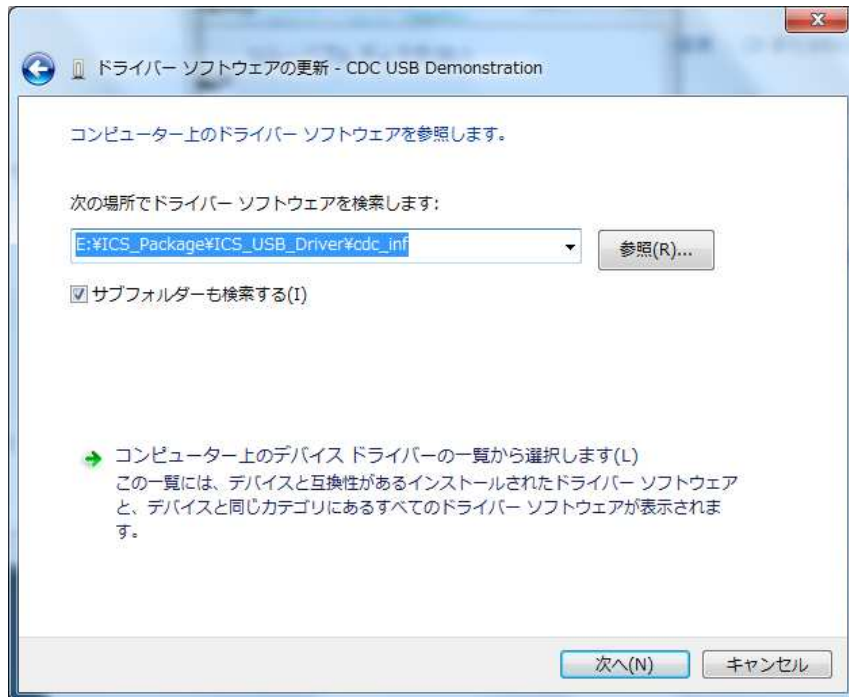 ドライバー ソフトウェアの更新 - CDC USB Demonstration
コンピューター上のドライバー ソフトウェアを参照します。
次の場所でドライバー ソフトウェアを検索します:
E:¥ICS_Package¥ICS_USB_Driver¥cdc_inf
参照(R)...
サブフォルダーも検索する(I)
コンピューター上のデバイス ドライバーの一覧から選択します(L)
この一覧には、デバイスと互換性があるインストールされたドライバー ソフトウェア
と、デバイスと同じカテゴリにあるすべてのドライバー ソフトウェアが表示されま
す。
次へ(N)
キャンセル